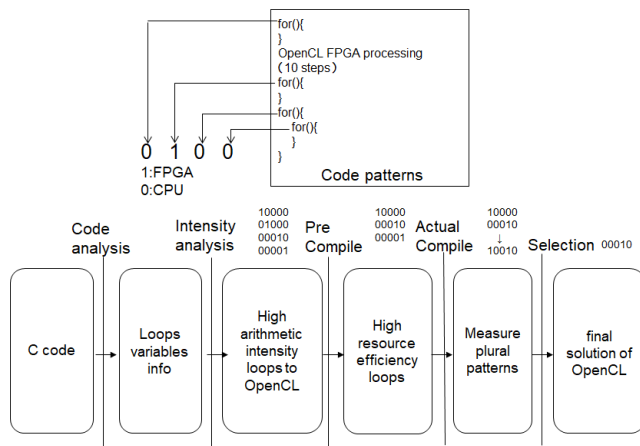 for(){
}
OpenCL FPGA processing
(10 steps)
for(){
}
for(){
for(){
}
}
Code patterns
0 1 0 0
1:FPGA
0:CPU
Code
analysis
Intensity
analysis
10000
01000
00010
00001
Pre
Compile
10000
00010
00001
Actual
Compile
10000
00010
↓
10010
Selection 00010
C code
Loops
variables
info
High
arithmetic
intensity
loops to
OpenCL
High
resource
efficiency
loops
Measure
plural
patterns
final
solution of
OpenCL